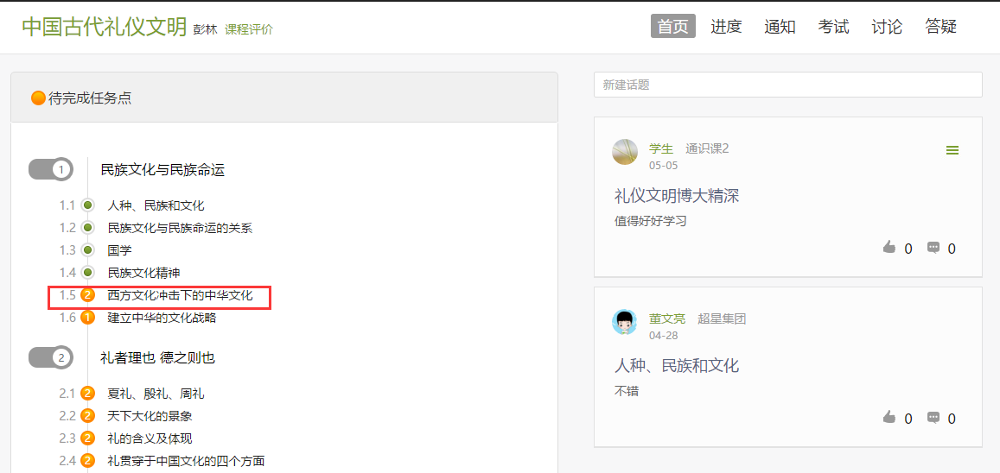 中国古代礼仪文明 彭林 课程评价
首页 进度 通知 考试 讨论 答疑
待完成任务点
1 民族文化与民族命运
1.1 人种、民族和文化
1.2 民族文化与民族命运的关系
1.3 国学
1.4 民族文化精神
1.5 2 西方文化冲击下的中华文化
1.6 1 建立中华的文化战略
2 礼者理也 德之则也
2.1 2 夏礼、殷礼、周礼
2.2 2 天下大化的景象
2.3 2 礼的含义及体现
2.4 2 礼贯穿于中国文化的四个方面
新建话题
学生 通识课2
05-05
礼仪文明博大精深
值得好好学习
0 0
董文亮 超星集团
04-28
人种、民族和文化
不错
0 0